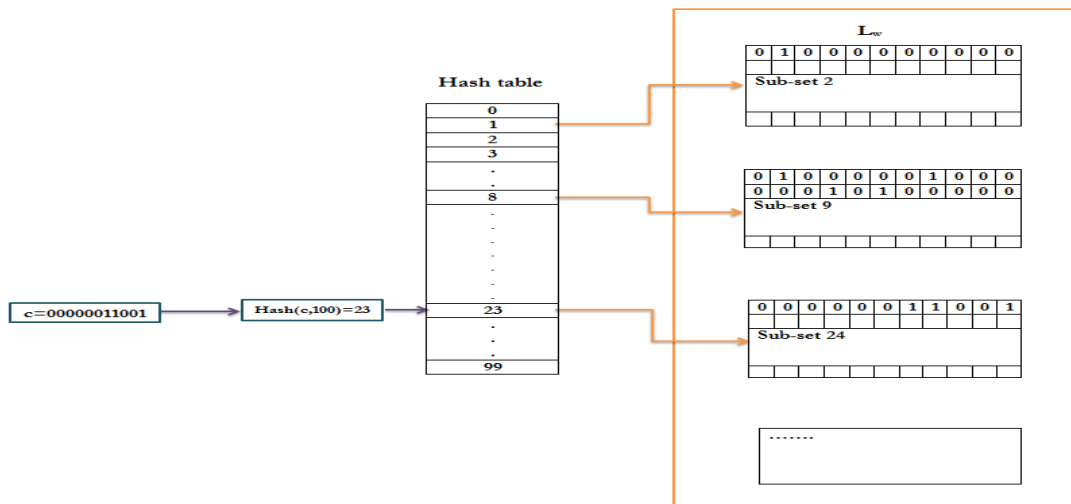 Lw
0 1 0 0 0 0 0 0 0 0 0
Sub-set 2
Hash table
0
1
2
3
.
.
8
.
.
.
.
.
.
.
23
.
.
.
99
0 1 0 0 0 0 0 1 0 0 0
0 0 0 1 0 1 0 0 0 0 0
Sub-set 9
c=00000011001
Hash(c,100)=23
0 0 0 0 0 0 1 1 0 0 1
Sub-set 24
.......